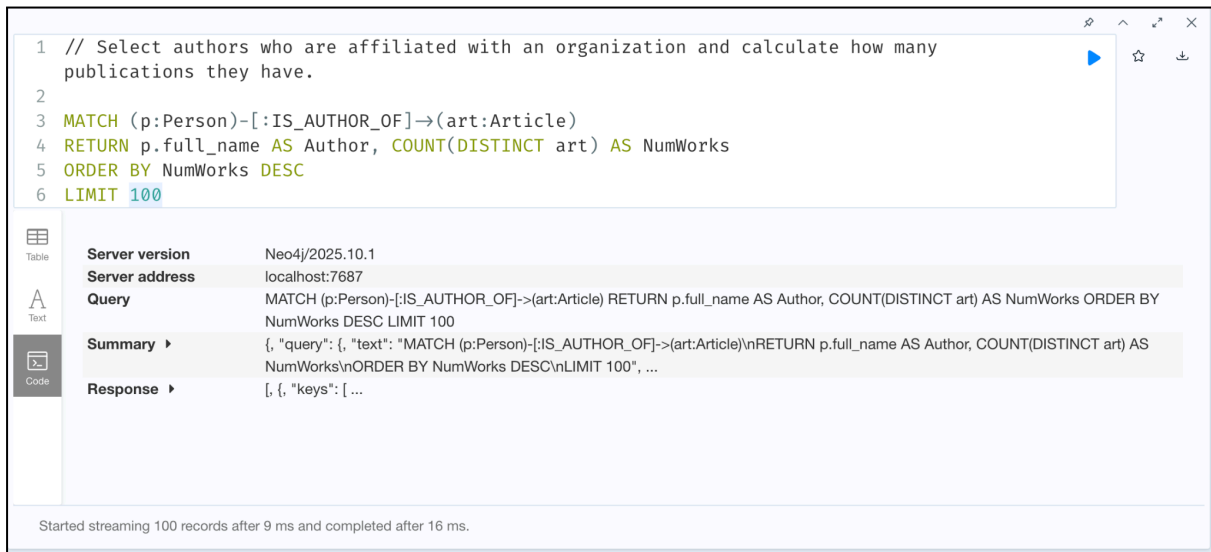 1 // Select authors who are affiliated with an organization and calculate how many
publications they have.
2
3 MATCH (p:Person)-[:IS_AUTHOR_OF]→(art:Article)
4 RETURN p.full_name AS Author, COUNT(DISTINCT art) AS NumWorks
5 ORDER BY NumWorks DESC
6 LIMIT 100
Table
Text
Code
Server version Neo4j/2025.10.1
Server address localhost:7687
Query MATCH (p:Person)-[:IS_AUTHOR_OF]->(art:Article) RETURN p.full_name AS Author, COUNT(DISTINCT art) AS NumWorks ORDER BY
NumWorks DESC LIMIT 100
Summary {, "query": {, "text": "MATCH (p:Person)-[:IS_AUTHOR_OF]->(art:Article)\nRETURN p.full_name AS Author, COUNT(DISTINCT art) AS
NumWorks\nORDER BY NumWorks DESC\nLIMIT 100", ...
Response [, {, "keys": [ ...
Started streaming 100 records after 9 ms and completed after 16 ms.